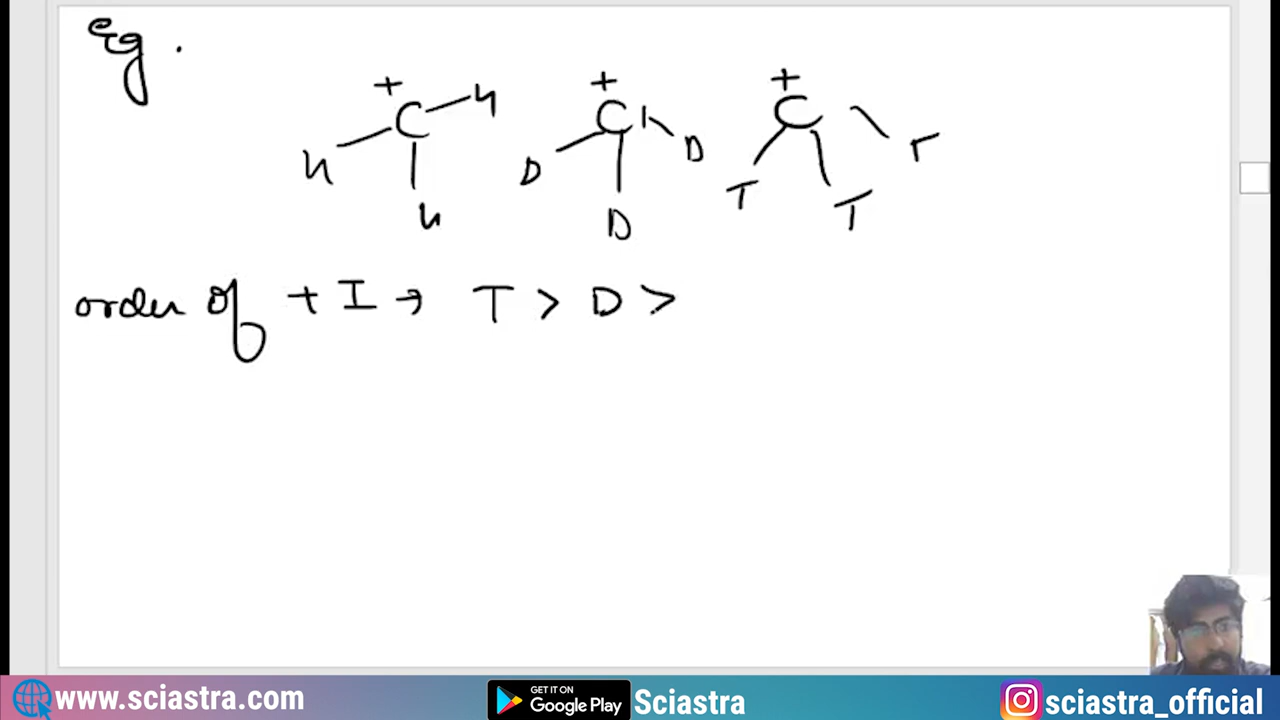 Eg.
+ + +
C H C D C T
H D T
H D T
order of + I → T > D >
www.sciastra.com GET IT ON Google Play Sciastra sciastra_official